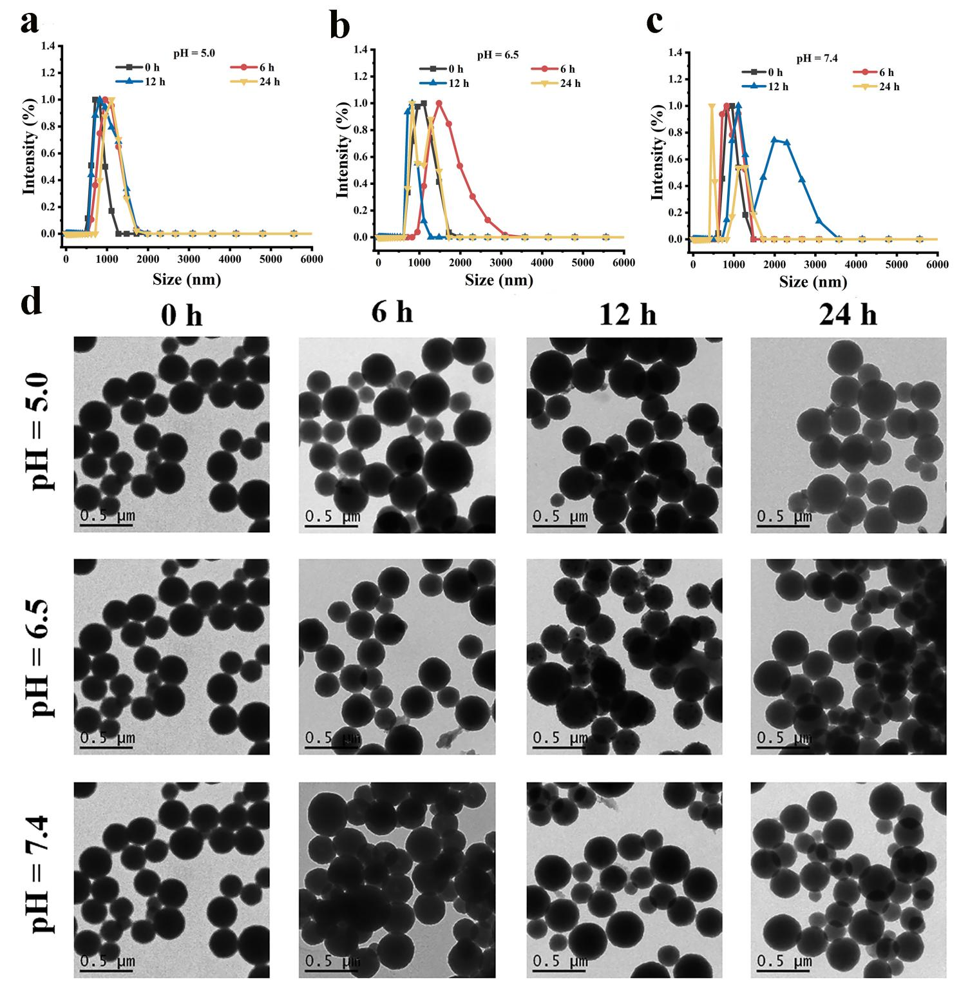 a
b
c
pH = 5.0
0 h
6 h
12 h
24 h
Intensity (%)
1.4
1.2
1.0
0.8
0.6
0.4
0.2
0.0
0 1000 2000 3000 4000 5000 6000
Size (nm)
pH = 6.5
0 h
6 h
12 h
24 h
Intensity (%)
1.4
1.2
1.0
0.8
0.6
0.4
0.2
0.0
0 1000 2000 3000 4000 5000 6000
Size (nm)
pH = 7.4
0 h
6 h
12 h
24 h
Intensity (%)
1.4
1.2
1.0
0.8
0.6
0.4
0.2
0.0
0 1000 2000 3000 4000 5000 6000
Size (nm)
d
0 h 6 h 12 h 24 h
pH = 5.0
0.5 µm
0.5 µm
0.5 µm
0.5 µm
pH = 6.5
0.5 µm
0.5 µm
0.5 µm
0.5 µm
pH = 7.4
0.5 µm
0.5 µm
0.5 µm
0.5 µm